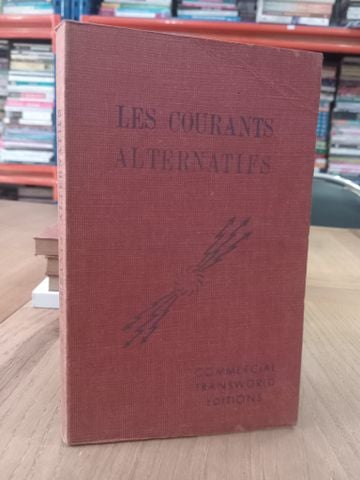 LES COURANTS
ALTERNATIFS
COMMERCIAL
TRANSWORLD
EDITIONS